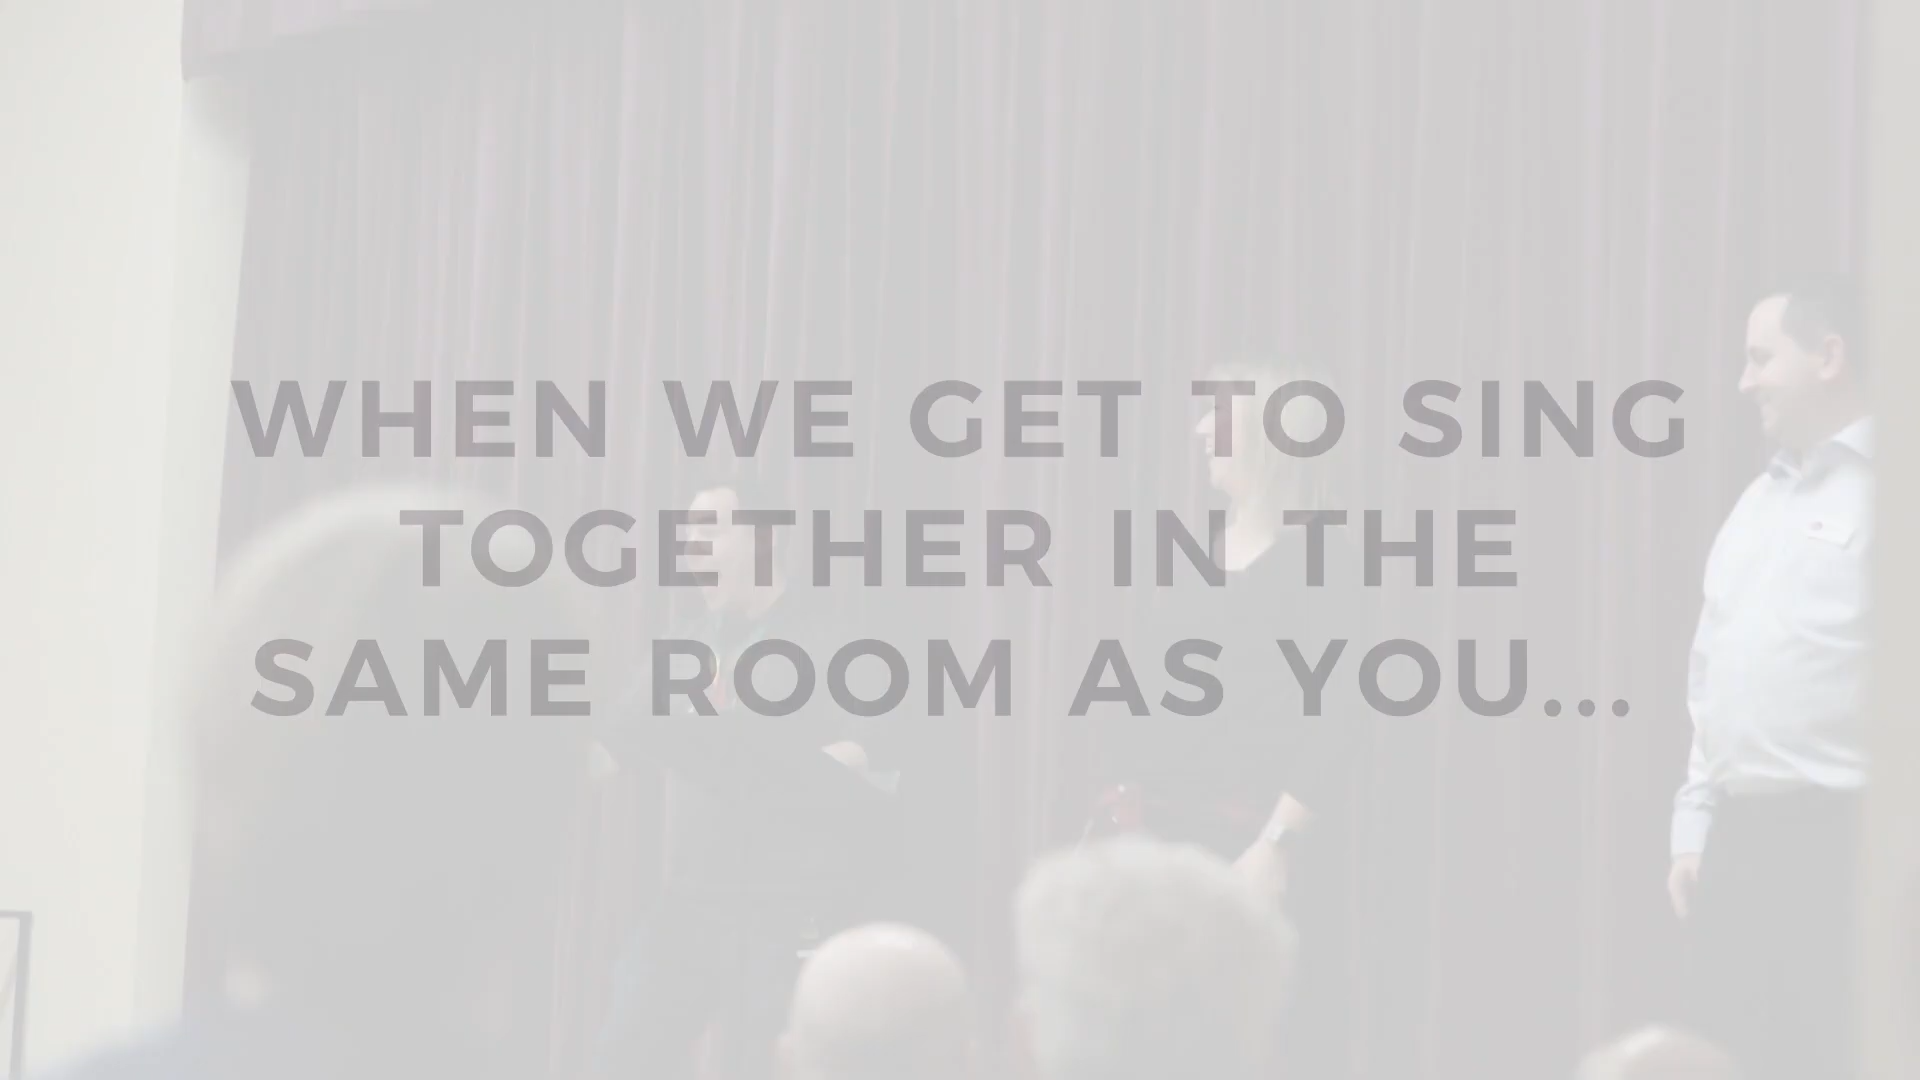 WHEN WE GET TO SING
TOGETHER IN THE
SAME ROOM AS YOU...